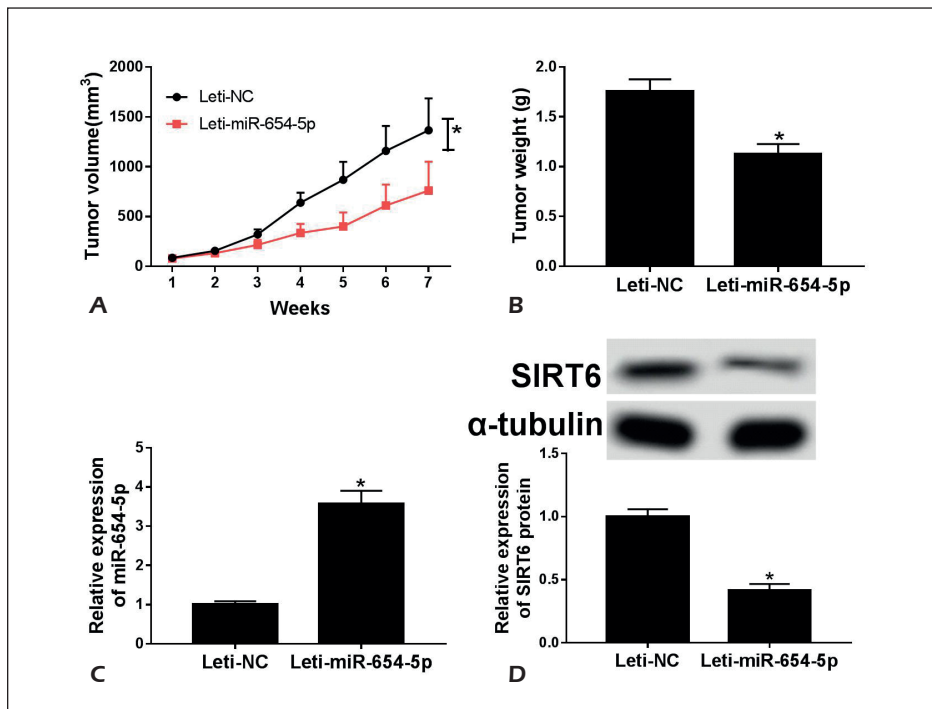 2000
1500
1000
500
0
Tumor volume(mm³)
Leti-NC
Leti-miR-654-5p
*
1 2 3 4 5 6 7
Weeks
A
2.0
1.5
1.0
0.5
0.0
Tumor weight (g)
*
Leti-NC Leti-miR-654-5p
B
5
4
3
2
1
0
Relative expression
of miR-654-5p
*
Leti-NC Leti-miR-654-5p
C
SIRT6
α-tubulin
1.5
1.0
0.5
0.0
Relative expression
of SIRT6 protein
*
Leti-NC Leti-miR-654-5p
D